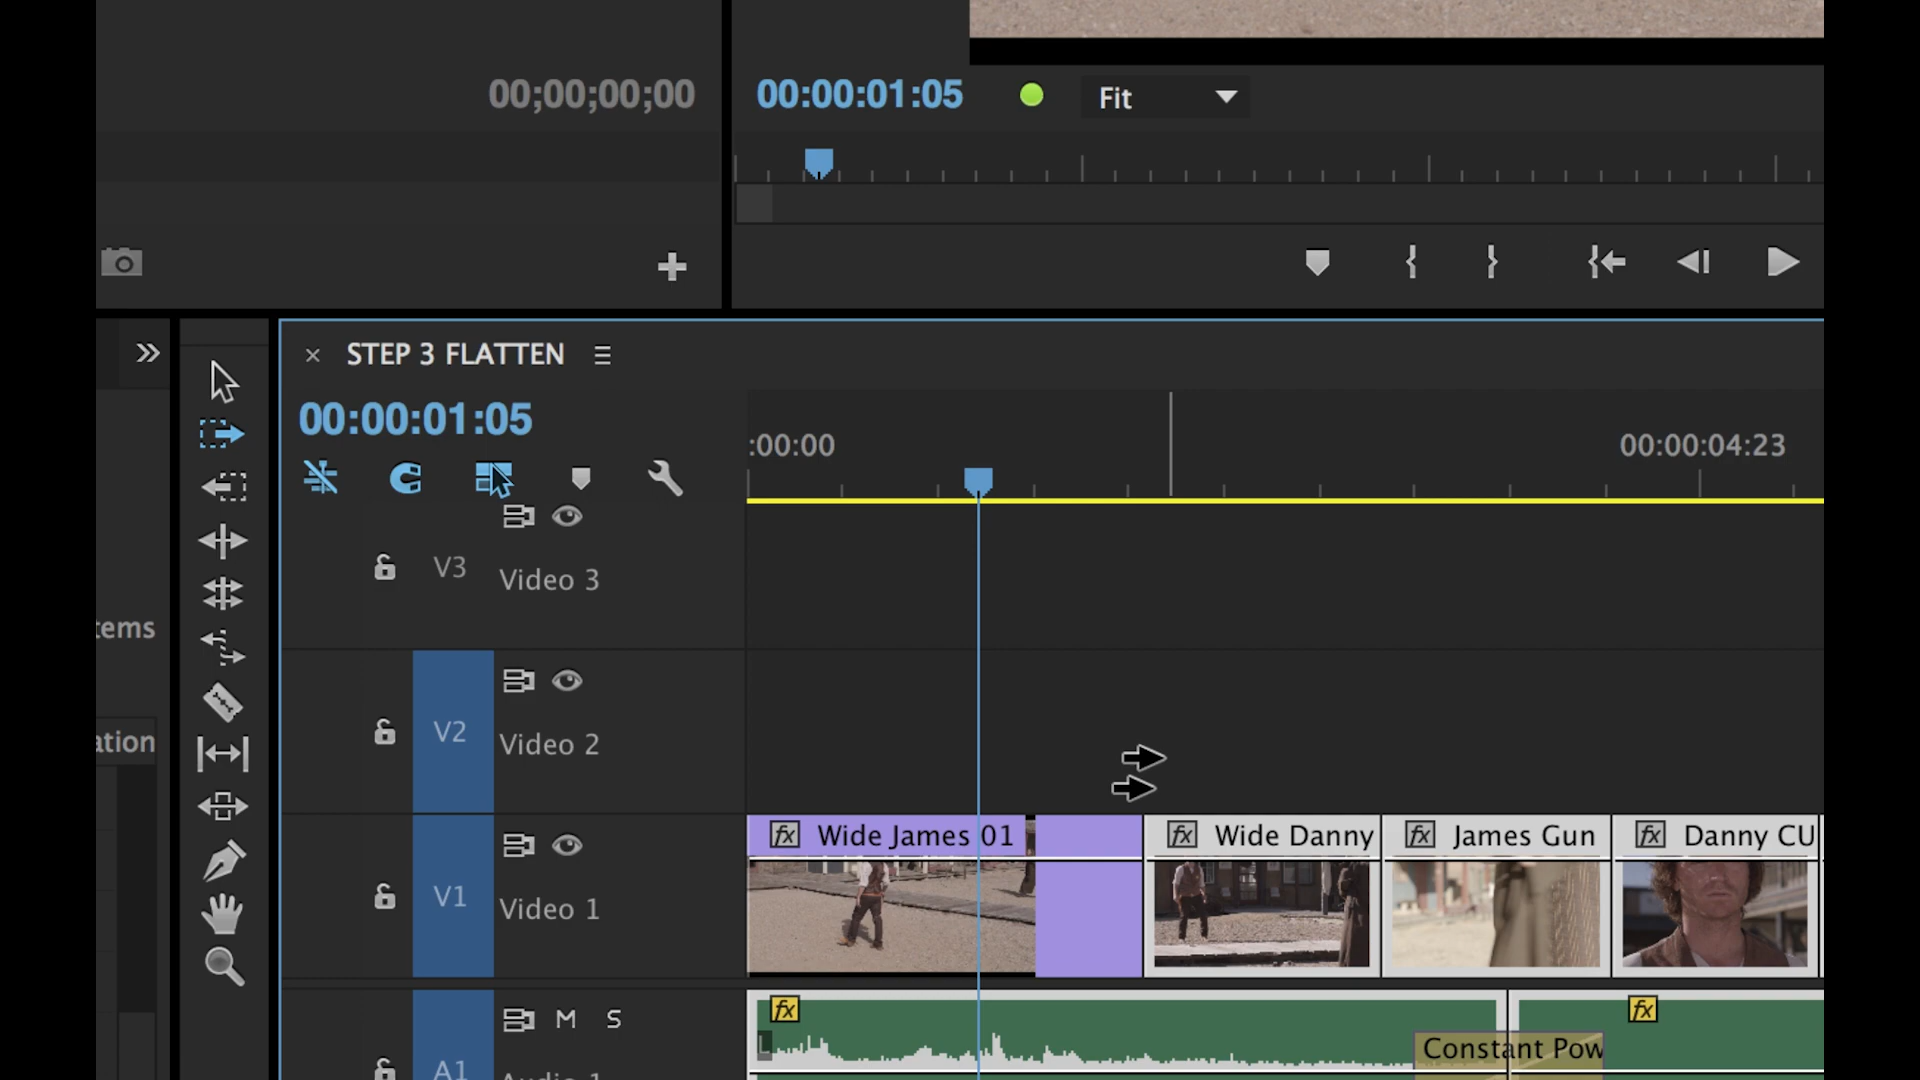 00;00;00;00
00:00:01:05
Fit
STEP 3 FLATTEN
00:00:01:05
:00:00
00:00:04:23
V3 Video 3
tems
V2 Video 2
ation
fx Wide James 01
fx Wide Danny
fx James Gun
fx Danny CU
V1 Video 1
M S
fx
fx
L
Constant Pow
A1 Audio 1